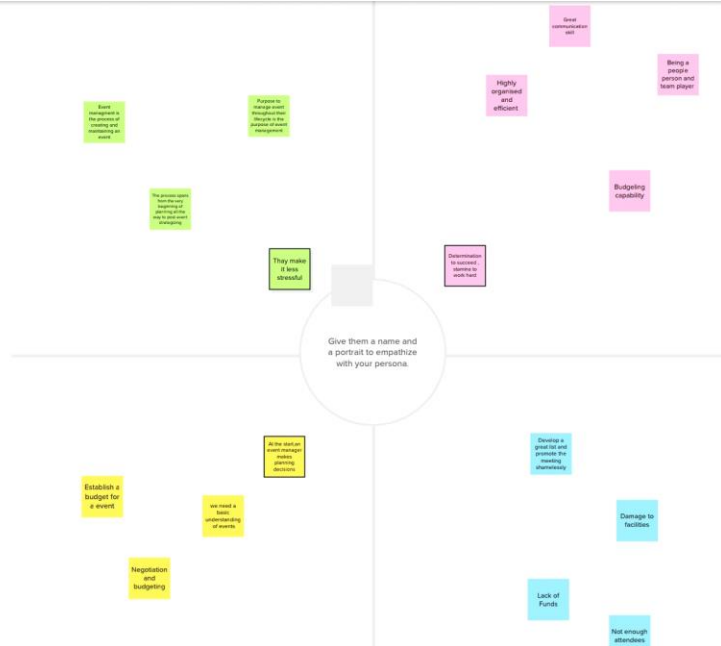 Event
managment is
the process of
creating and
maintaining an
event
Purpose to
manage event
throughout their
lifecycle is the
purpose of event
management
The process spans
from the very
beginning of
planning all the
way to post-event
strategising
Thay make
it less
stressful
Great
communication
skill
Being a
people
person and
team player
Highly
organised
and
efficient
Budgeling
capability
Determination
to succeed ,
stamina to
work hard
Give them a name and
a portrait to empathize
with your persona.
At the start,an
event manager
makes
planning
decisions
Establish a
budget for
a event
we need a
basic
understanding
of events
Negotiation
and
budgeting
Develop a
great list and
promote the
meeting
shamelessly
Damage to
facilities
Lack of
Funds
Not enough
attendees